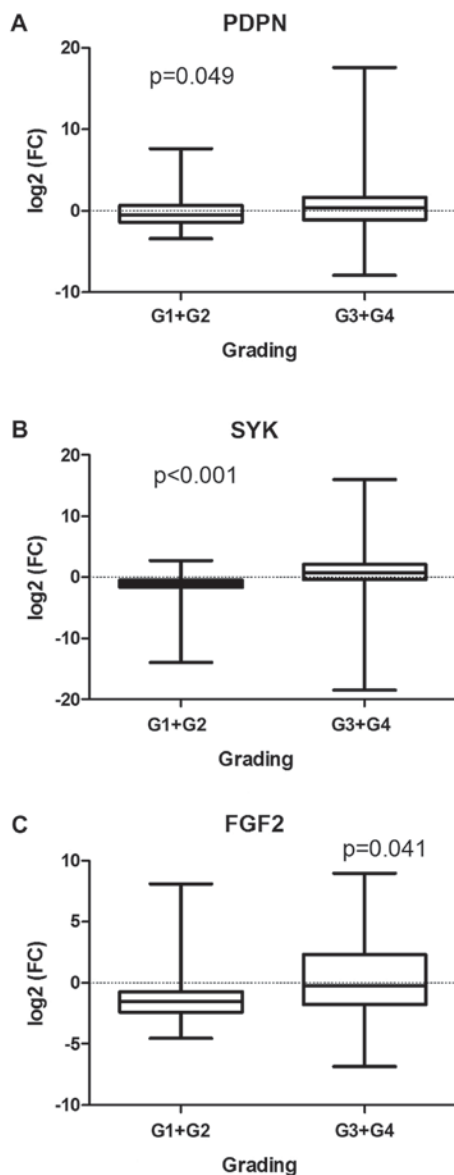 A
PDPN
p=0.049
20
10
0
-10
log2 (FC)
G1+G2
G3+G4
Grading
B
SYK
p<0.001
20
10
0
-10
-20
log2 (FC)
G1+G2
G3+G4
Grading
C
FGF2
p=0.041
10
5
0
-5
-10
log2 (FC)
G1+G2
G3+G4
Grading